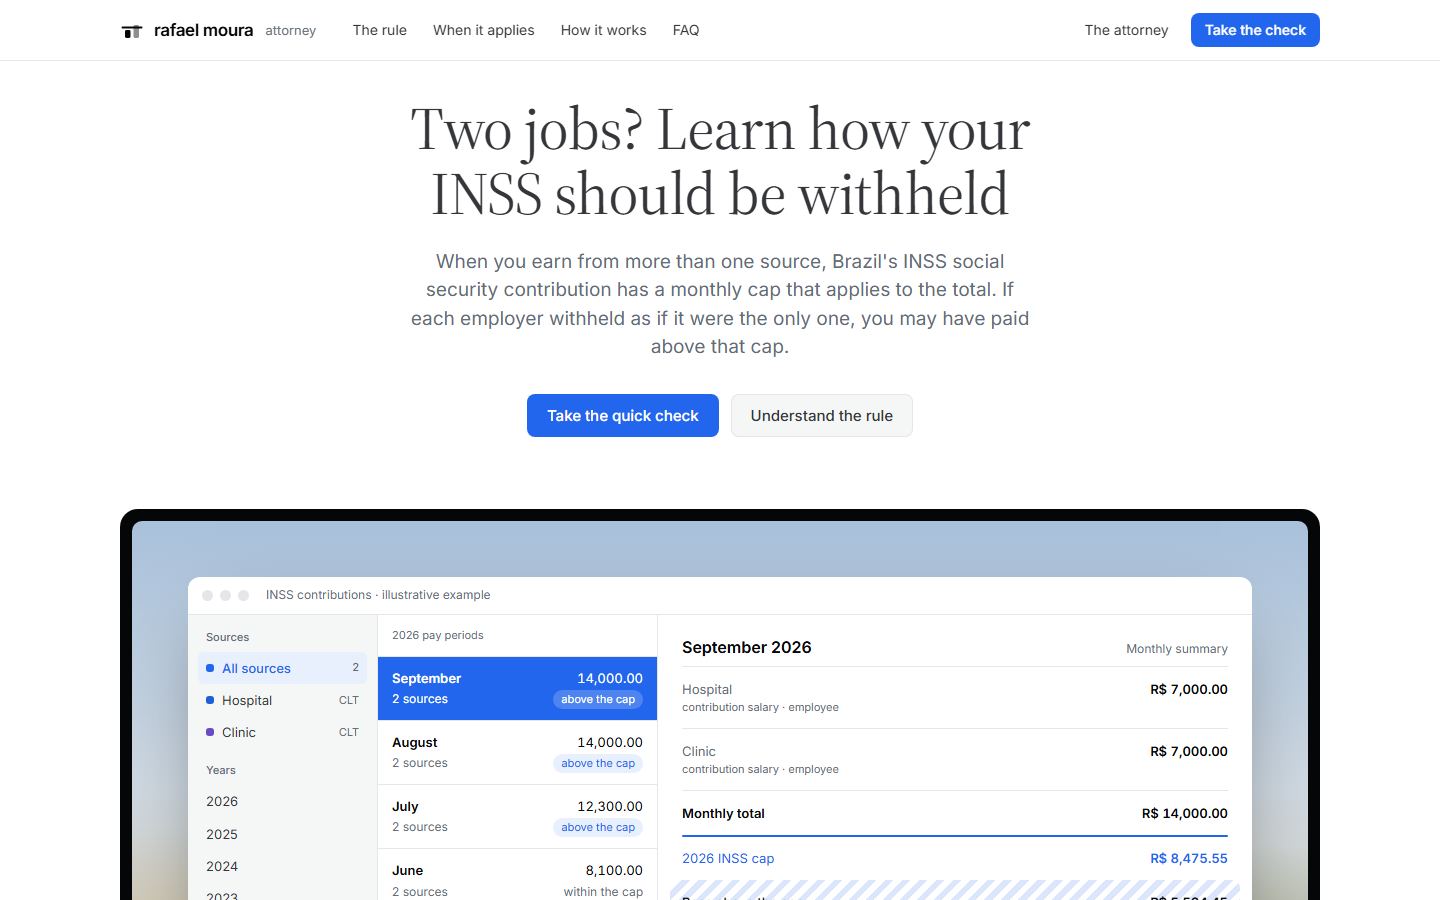 rafael moura attorney The rule When it applies How it works FAQ The attorney Take the check
Two jobs? Learn how your
INSS should be withheld
When you earn from more than one source, Brazil's INSS social
security contribution has a monthly cap that applies to the total. If
each employer withheld as if it were the only one, you may have paid
above that cap.
Take the quick check Understand the rule
INSS contributions · illustrative example
Sources
All sources 2
Hospital CLT
Clinic CLT
Years
2026
2025
2024
2023
2026 pay periods
September 14,000.00
2 sources above the cap
August 14,000.00
2 sources above the cap
July 12,300.00
2 sources above the cap
June 8,100.00
2 sources within the cap
September 2026 Monthly summary
Hospital R$ 7,000.00
contribution salary · employee
Clinic R$ 7,000.00
contribution salary · employee
Monthly total R$ 14,000.00
2026 INSS cap R$ 8,475.55